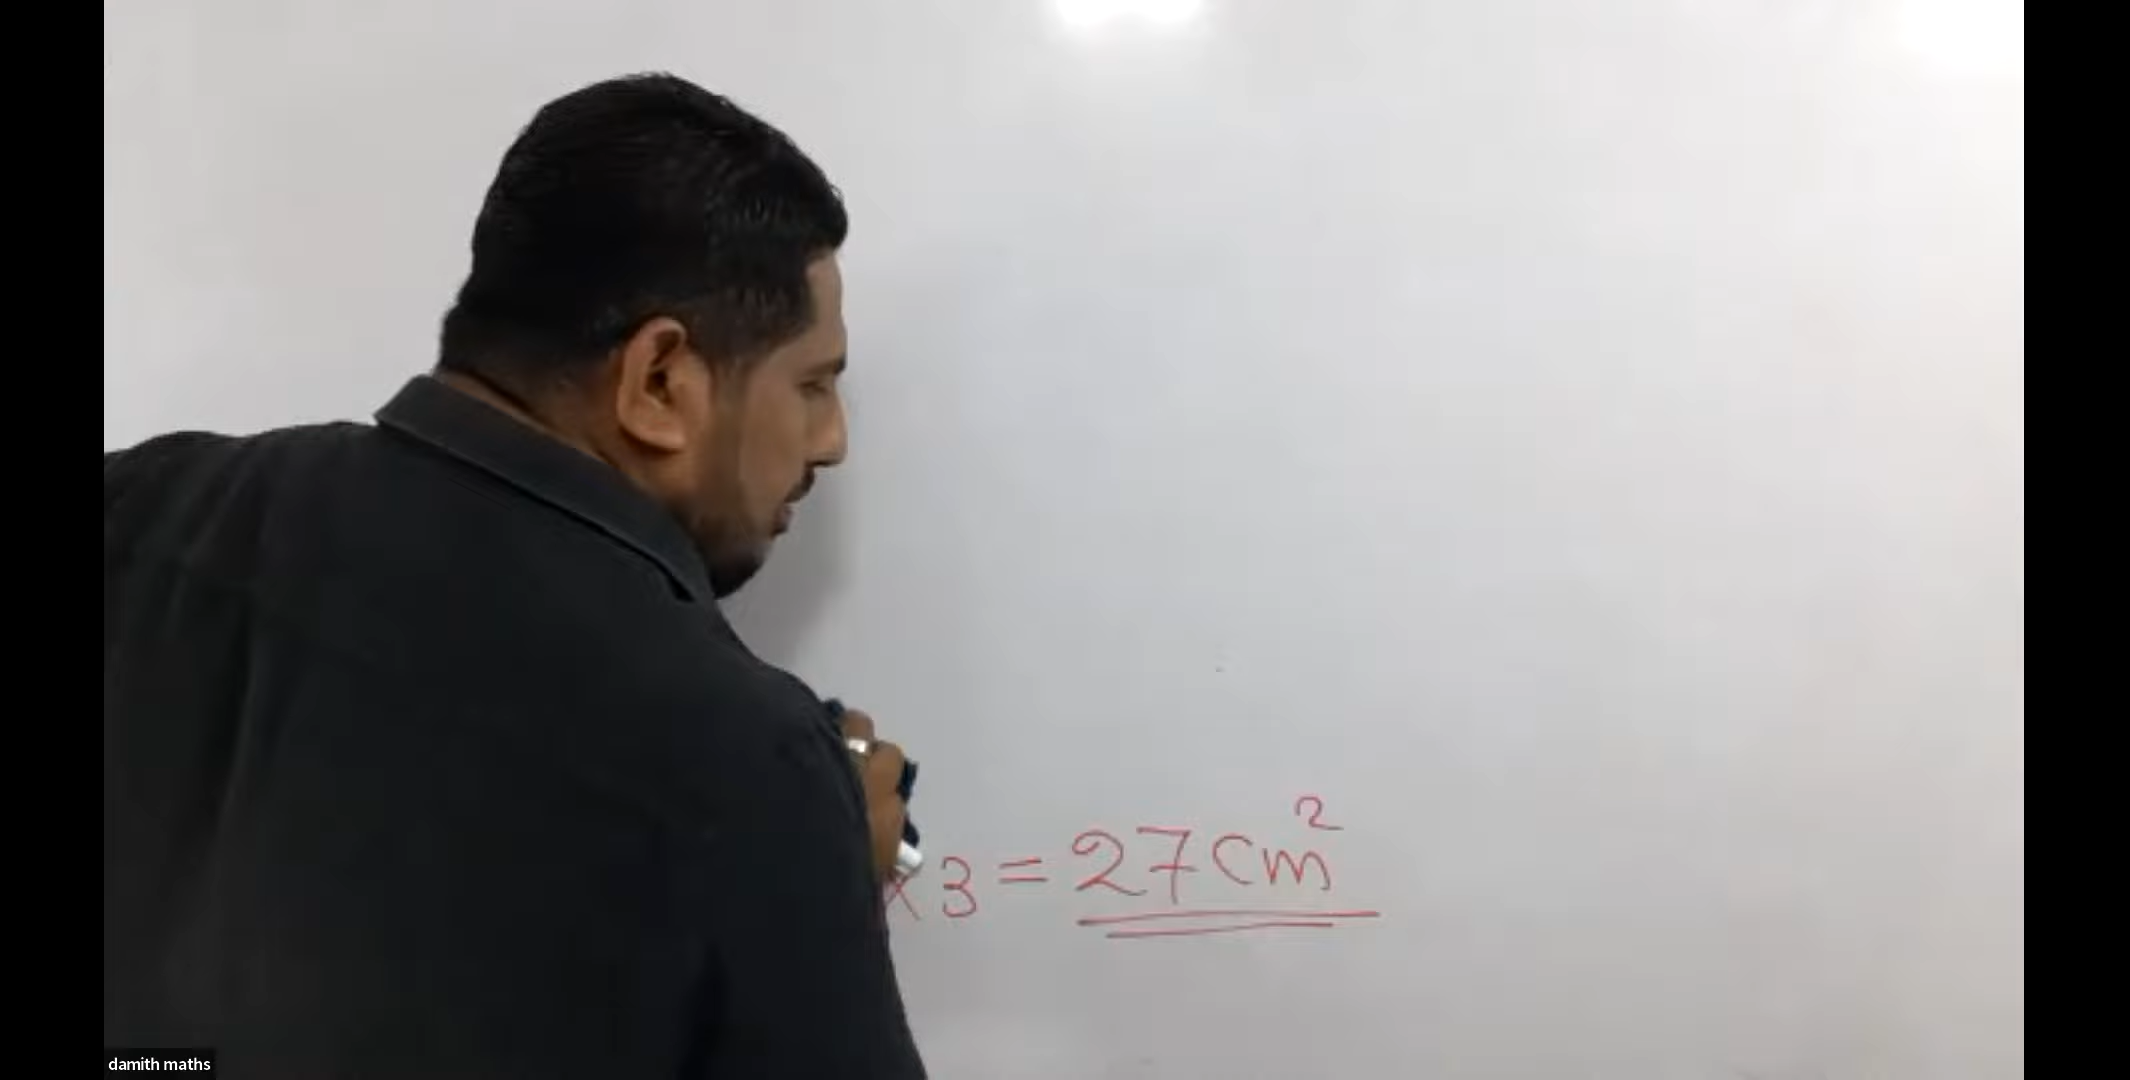 x 3 = 27 cm²
damith maths